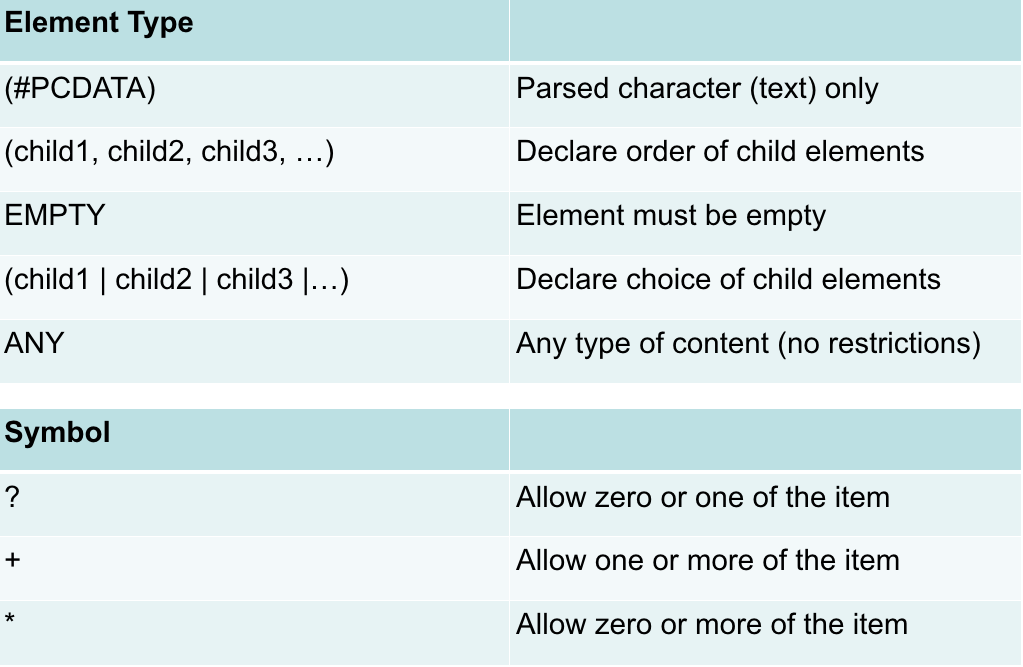 Element Type
(#PCDATA) Parsed character (text) only
(child1, child2, child3, …) Declare order of child elements
EMPTY Element must be empty
(child1 | child2 | child3 |…) Declare choice of child elements
ANY Any type of content (no restrictions)
Symbol
? Allow zero or one of the item
+ Allow one or more of the item
* Allow zero or more of the item